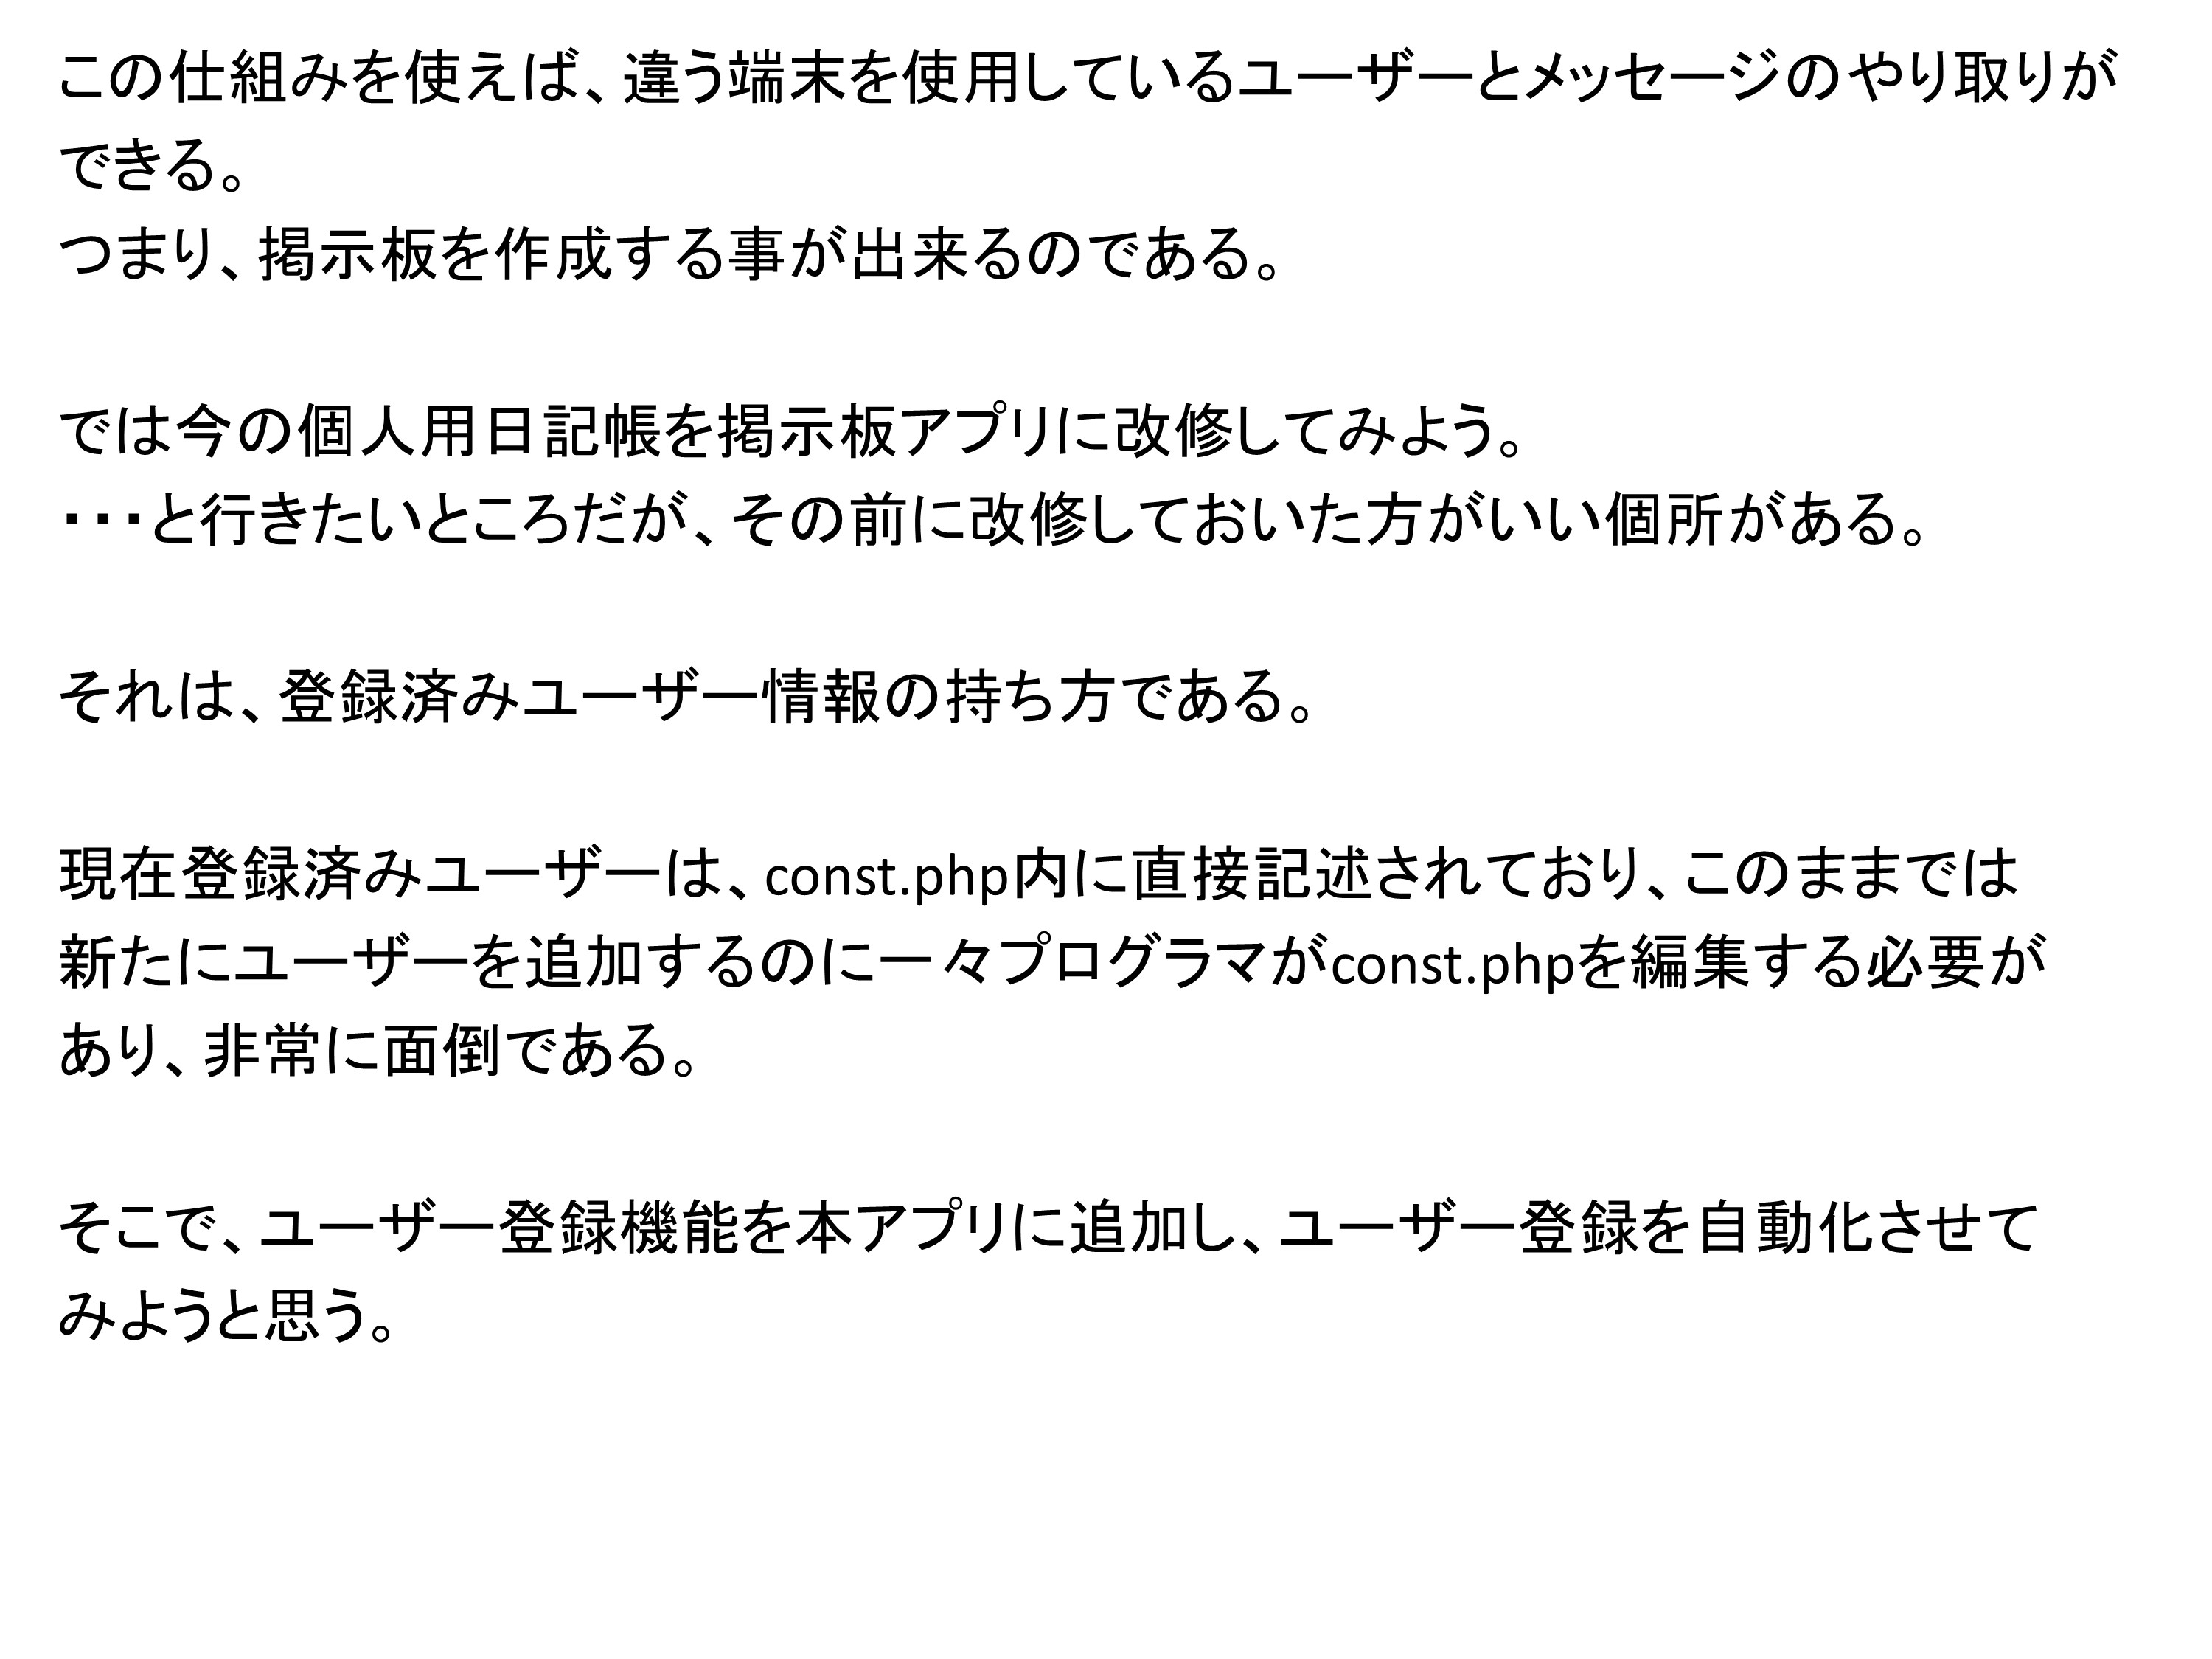 この仕組みを使えば、違う端末を使用しているユーザーとメッセージのやり取りが
できる。
つまり、掲示板を作成する事が出来るのである。
では今の個人用日記帳を掲示板アプリに改修してみよう。
・・・と行きたいところだが、その前に改修しておいた方がいい個所がある。
それは、登録済みユーザー情報の持ち方である。
現在登録済みユーザーは、const.php内に直接記述されており、このままでは
新たにユーザーを追加するのに一々プログラマがconst.phpを編集する必要が
あり、非常に面倒である。
そこで、ユーザー登録機能を本アプリに追加し、ユーザー登録を自動化させて
みようと思う。